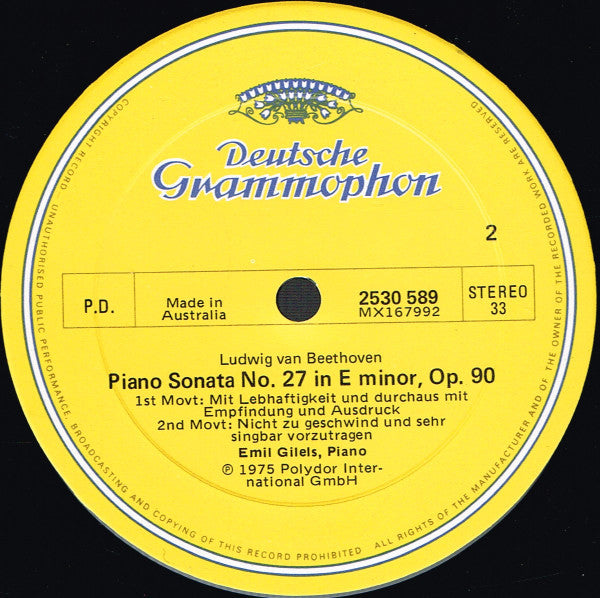 Deutsche
Grammophon
2
P.D.
Made in
Australia
2530 589
MX167992
STEREO
33
Ludwig van Beethoven
Piano Sonata No. 27 in E minor, Op. 90
1st Movt: Mit Lebhaftigkeit und durchaus mit
Empfindung und Ausdruck
2nd Movt: Nicht zu geschwind und sehr
singbar vorzutragen
Emil Gilels, Piano
℗ 1975 Polydor Inter-
national GmbH
COPYRIGHT RECORD — UNAUTHORISED PUBLIC PERFORMANCE, BROADCASTING AND COPYING OF THIS RECORD PROHIBITED
ALL RIGHTS OF THE MANUFACTURER AND OF THE OWNER OF THE RECORDED WORK ARE RESERVED